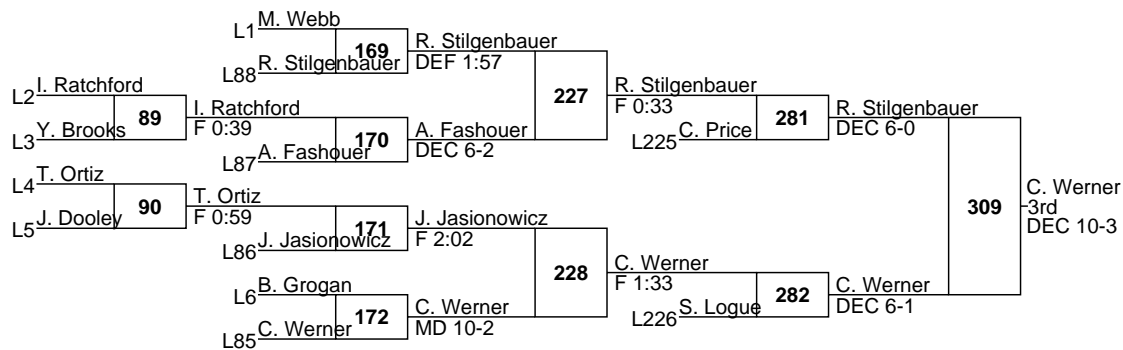 M. Webb
L1
169
R. Stilgenbauer
DEF 1:57
R. Stilgenbauer
L88
I. Ratchford
L2
89
I. Ratchford
F 0:39
Y. Brooks
L3
170
A. Fashouer
DEC 6-2
A. Fashouer
L87
227
R. Stilgenbauer
F 0:33
281
R. Stilgenbauer
DEC 6-0
C. Price
L225
T. Ortiz
L4
90
T. Ortiz
F 0:59
J. Dooley
L5
171
J. Jasionowicz
F 2:02
J. Jasionowicz
L86
B. Grogan
L6
172
C. Werner
MD 10-2
C. Werner
L85
228
C. Werner
F 1:33
282
C. Werner
DEC 6-1
S. Logue
L226
309
C. Werner
3rd
DEC 10-3